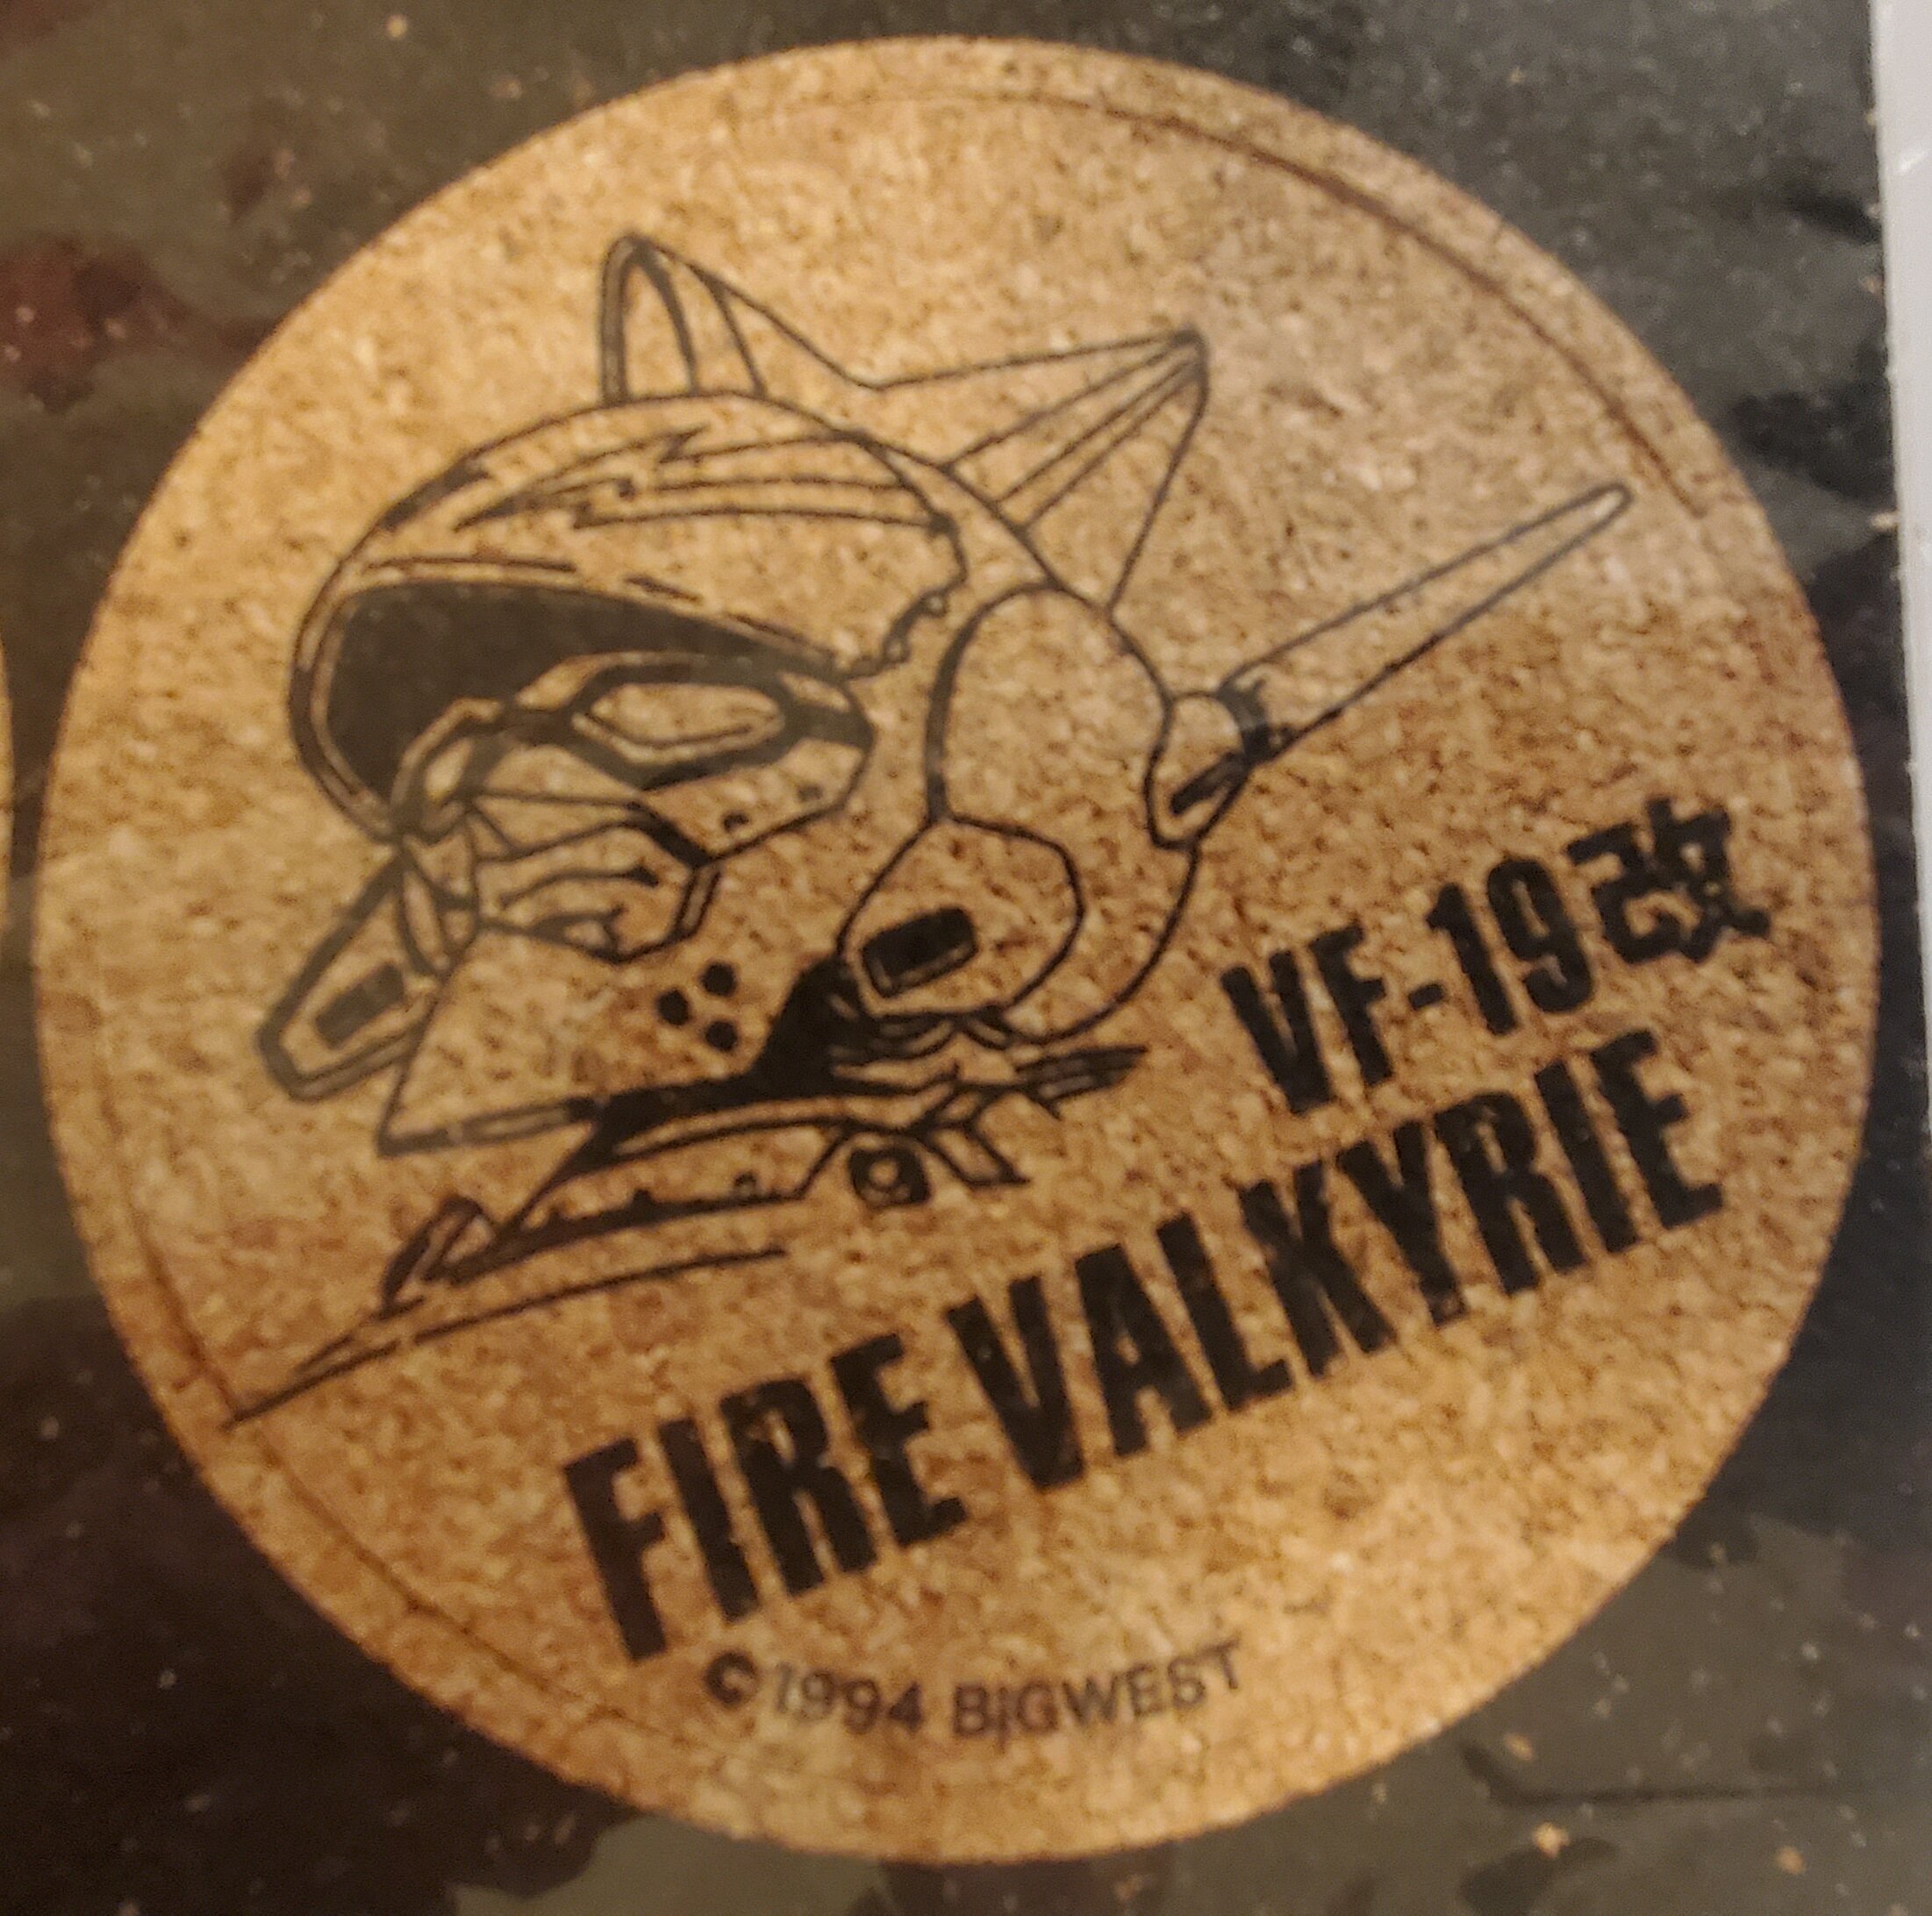 VF-19改
FIRE VALKYRIE
©1994 BIGWEST